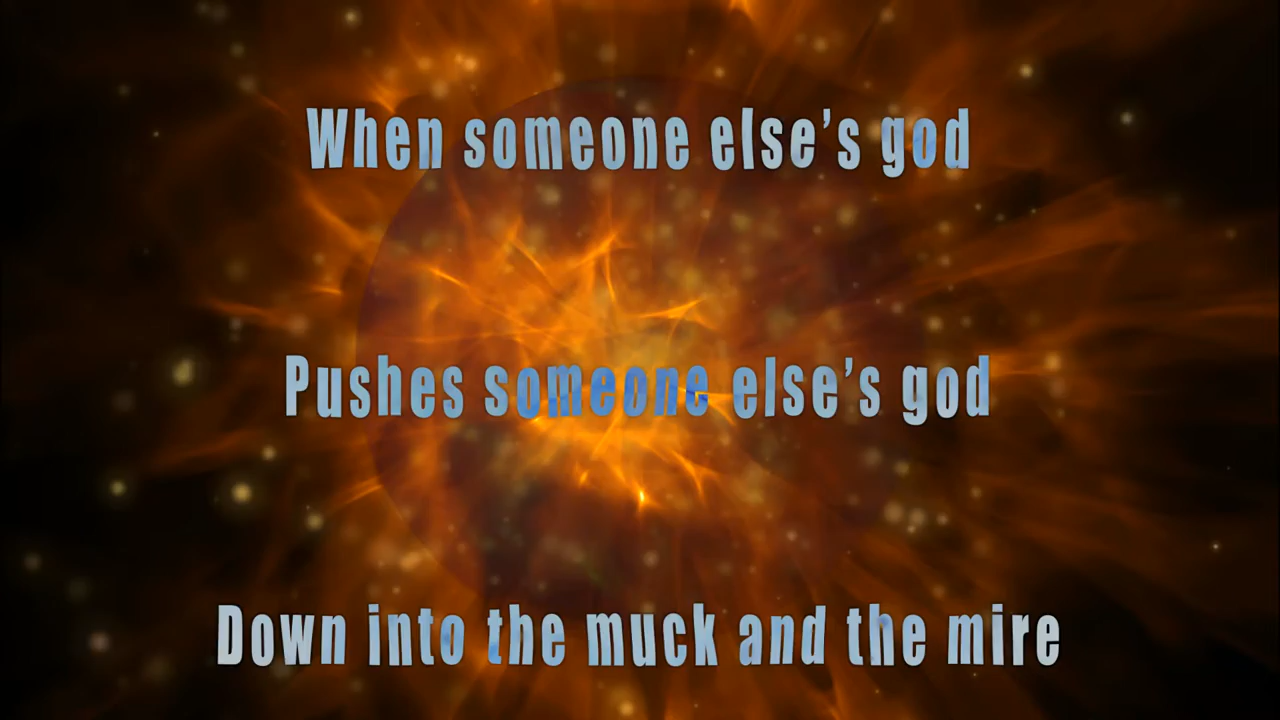 When someone else’s god
Pushes someone else’s god
Down into the muck and the mire